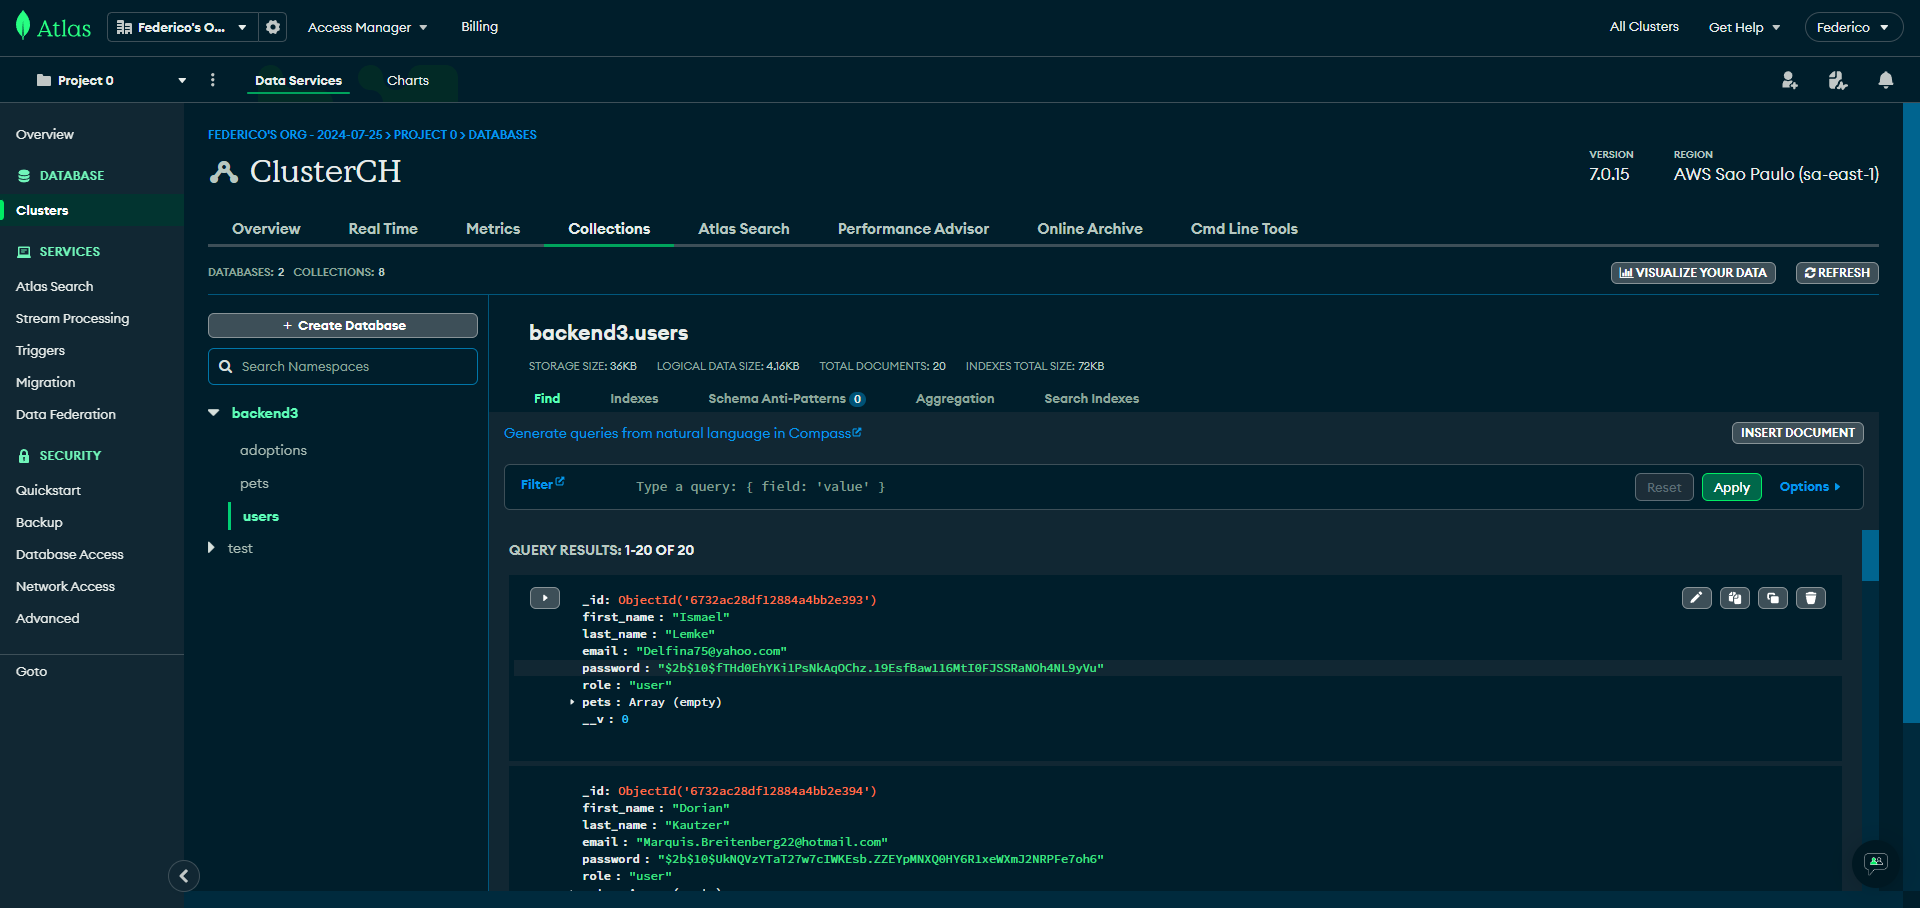 Atlas
Federico's O...
Access Manager
Billing
All Clusters
Get Help
Federico
Project 0
Data Services
Charts
Overview
DATABASE
Clusters
SERVICES
Atlas Search
Stream Processing
Triggers
Migration
Data Federation
SECURITY
Quickstart
Backup
Database Access
Network Access
Advanced
Goto
FEDERICO'S ORG - 2024-07-25 > PROJECT 0 > DATABASES
ClusterCH
VERSION
7.0.15
REGION
AWS Sao Paulo (sa-east-1)
Overview
Real Time
Metrics
Collections
Atlas Search
Performance Advisor
Online Archive
Cmd Line Tools
DATABASES: 2 COLLECTIONS: 8
VISUALIZE YOUR DATA
REFRESH
+ Create Database
Search Namespaces
backend3
adoptions
pets
users
test
backend3.users
STORAGE SIZE: 36KB
LOGICAL DATA SIZE: 4.16KB
TOTAL DOCUMENTS: 20
INDEXES TOTAL SIZE: 72KB
Find
Indexes
Schema Anti-Patterns 0
Aggregation
Search Indexes
Generate queries from natural language in Compass
INSERT DOCUMENT
Filter
Type a query: { field: 'value' }
Reset
Apply
Options
QUERY RESULTS: 1-20 OF 20
_id: ObjectId('6732ac28df12884a4bb2e393')
first_name : "Ismael"
last_name : "Lemke"
email : "Delfina75@yahoo.com"
password : "$2b$10$fTHd0EhYKi1PsNkAqOChz.19EsfBaw116MtI0FJSSRaNOh4NL9yVu"
role : "user"
pets : Array (empty)
__v : 0
_id: ObjectId('6732ac28df12884a4bb2e394')
first_name : "Dorian"
last_name : "Kautzer"
email : "Marquis.Breitenberg22@hotmail.com"
password : "$2b$10$UkNQVzYTaT27w7cIWKEsb.ZZEYpMNXQ0HY6R1xeWXmJ2NRPFe7oh6"
role : "user"